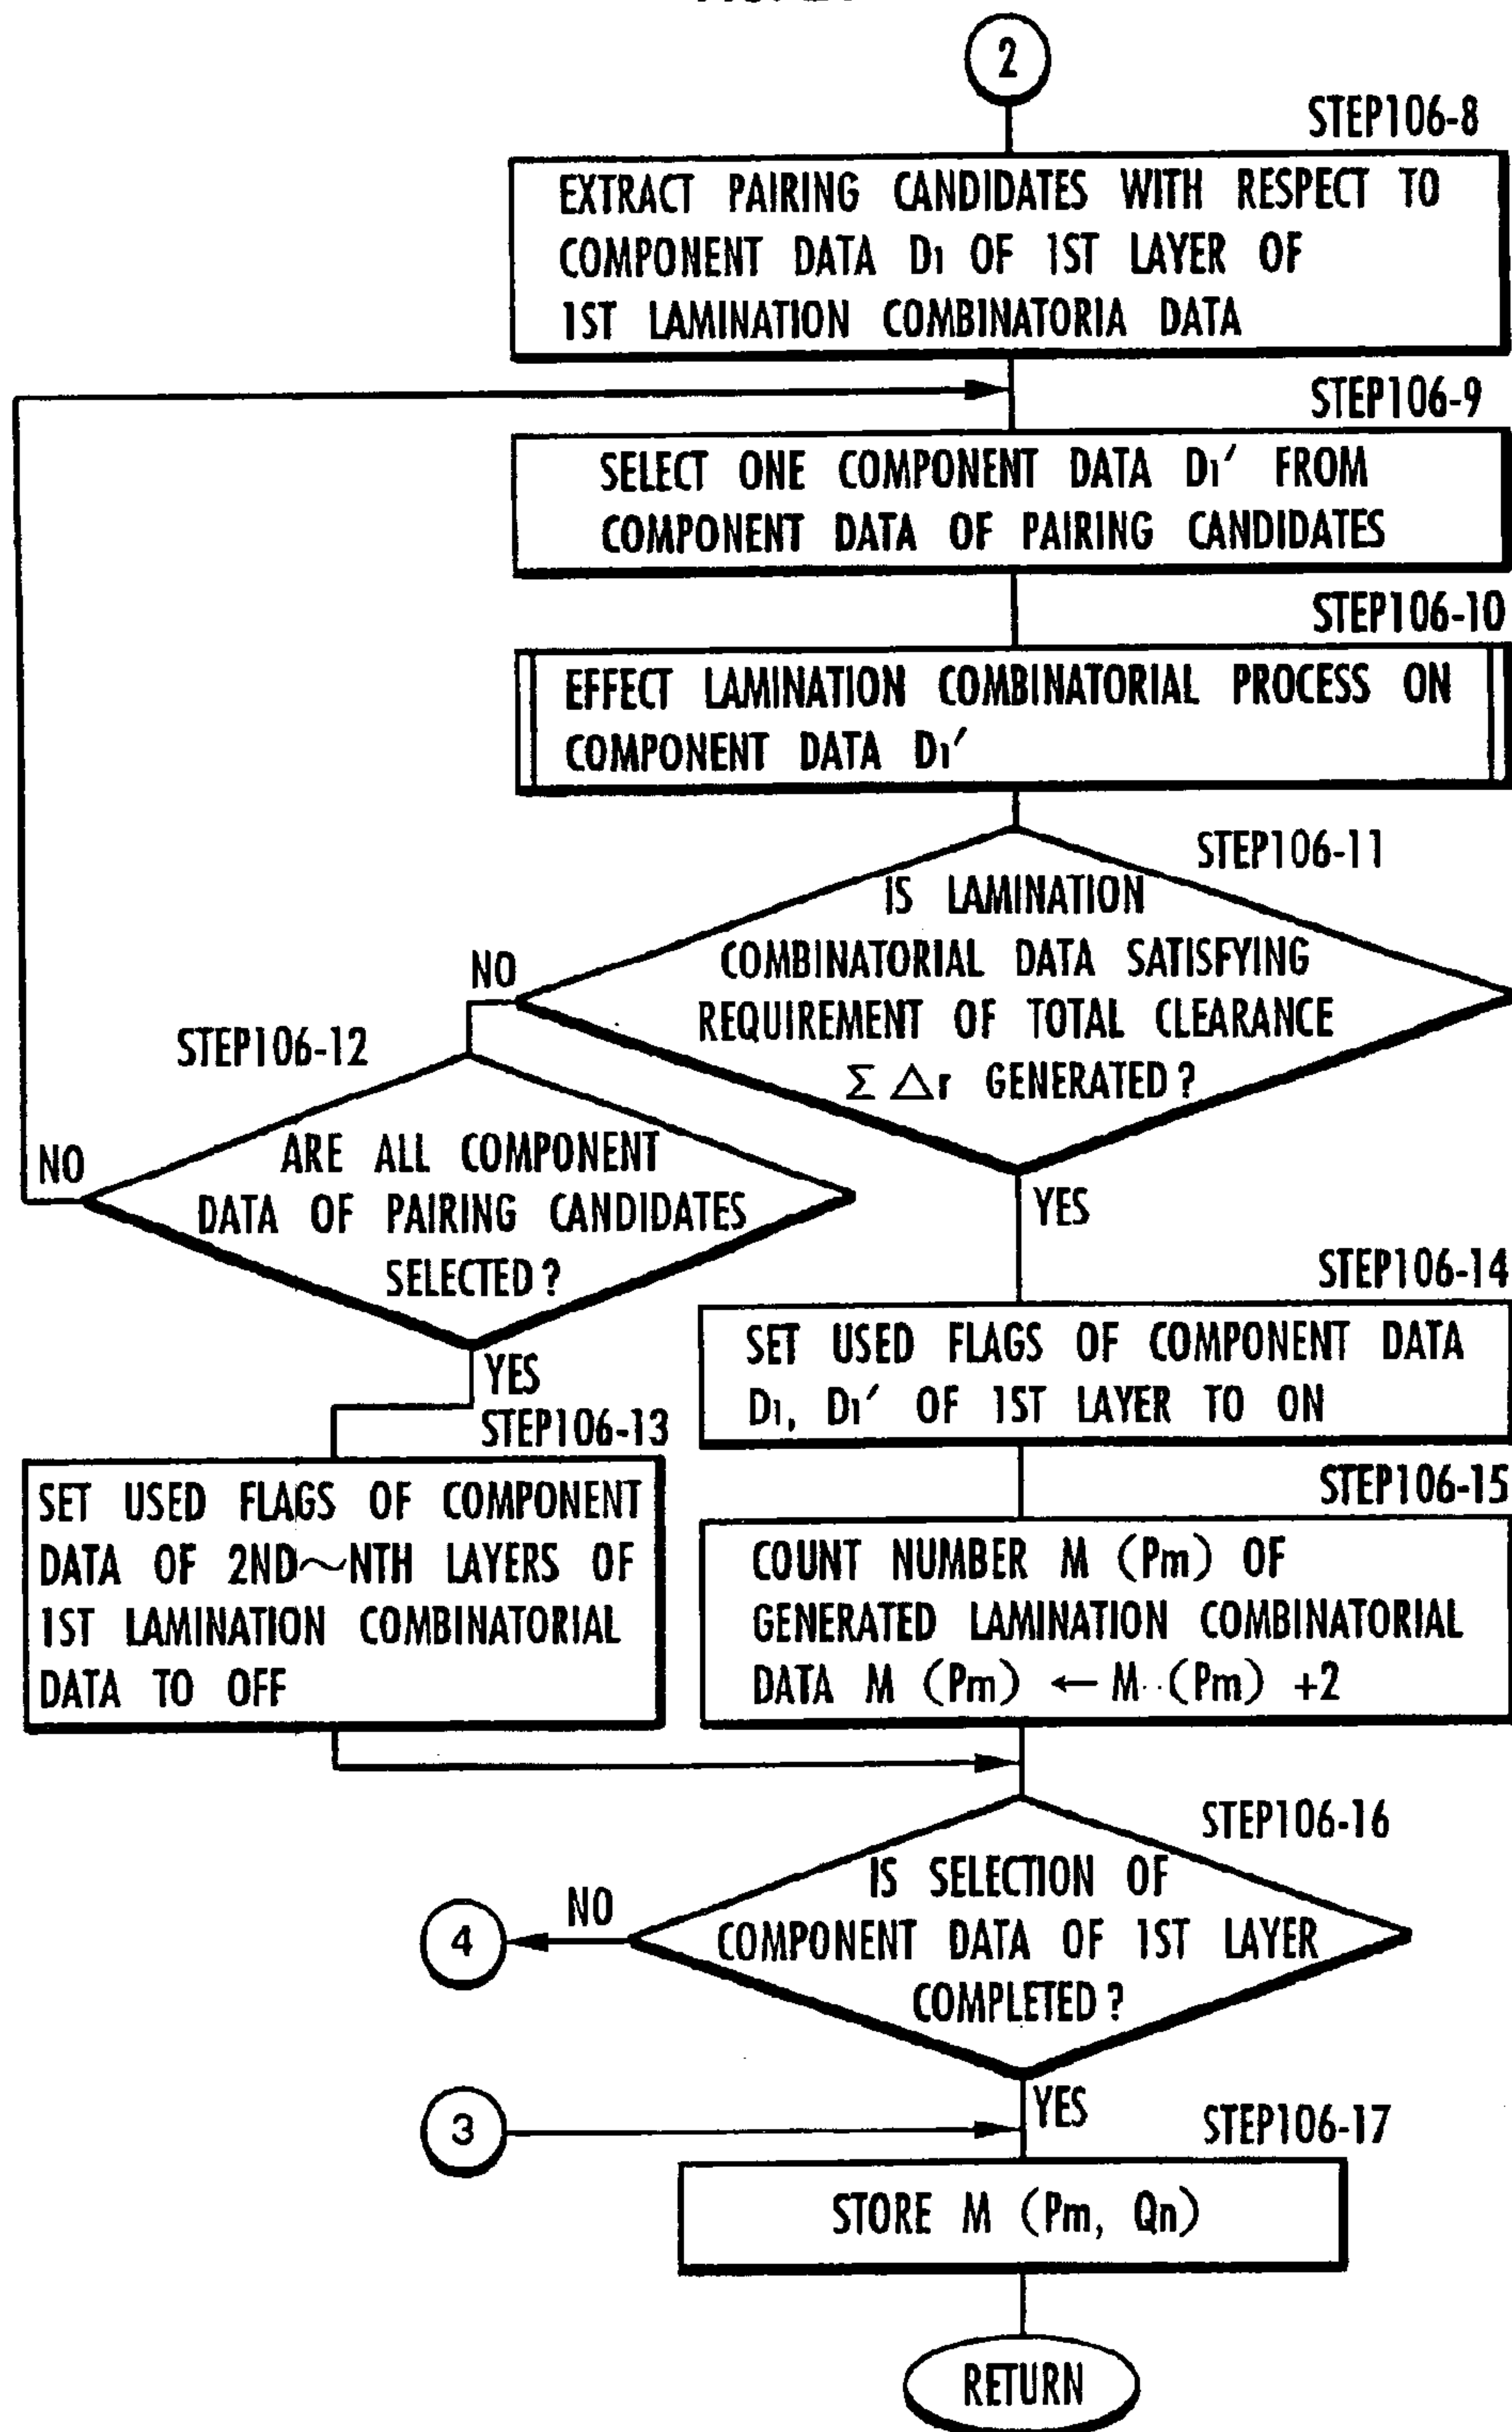 2
STEP106-8
EXTRACT PAIRING CANDIDATES WITH RESPECT TO
COMPONENT DATA D1 OF 1ST LAYER OF
1ST LAMINATION COMBINATORIA DATA
STEP106-9
SELECT ONE COMPONENT DATA D1′ FROM
COMPONENT DATA OF PAIRING CANDIDATES
STEP106-10
EFFECT LAMINATION COMBINATORIAL PROCESS ON
COMPONENT DATA D1′
STEP106-11
IS LAMINATION
COMBINATORIAL DATA SATISFYING
REQUIREMENT OF TOTAL CLEARANCE
Σ △r GENERATED?
NO
YES
STEP106-12
ARE ALL COMPONENT
DATA OF PAIRING CANDIDATES
SELECTED?
NO
YES
STEP106-13
SET USED FLAGS OF COMPONENT
DATA OF 2ND～NTH LAYERS OF
1ST LAMINATION COMBINATORIAL
DATA TO OFF
STEP106-14
SET USED FLAGS OF COMPONENT DATA
D1, D1′ OF 1ST LAYER TO ON
STEP106-15
COUNT NUMBER M (Pm) OF
GENERATED LAMINATION COMBINATORIAL
DATA M (Pm) ← M (Pm) +2
STEP106-16
IS SELECTION OF
COMPONENT DATA OF 1ST LAYER
COMPLETED?
NO
4
YES
3
STEP106-17
STORE M (Pm, Qn)
RETURN